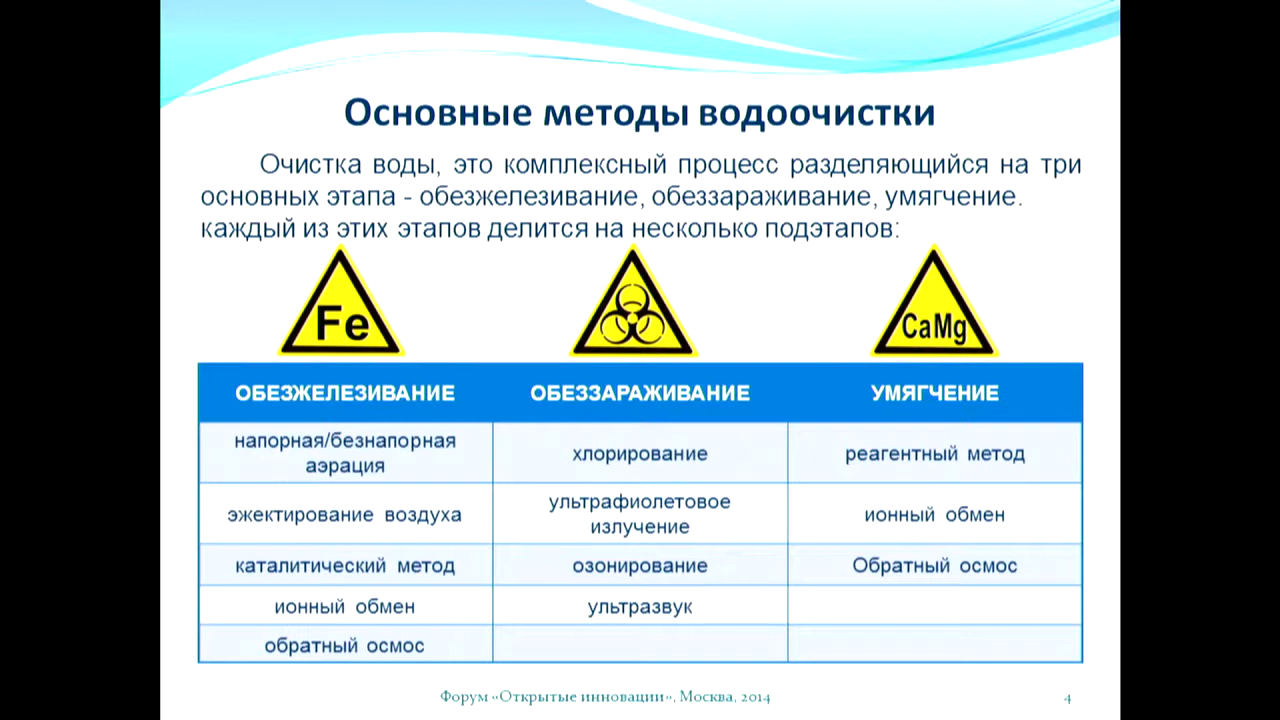 Основные методы водоочистки
Очистка воды, это комплексный процесс разделяющийся на три
основных этапа - обезжелезивание, обеззараживание, умягчение.
каждый из этих этапов делится на несколько подэтапов:
Fe
CaMg
ОБЕЗЖЕЛЕЗИВАНИЕ ОБЕЗЗАРАЖИВАНИЕ УМЯГЧЕНИЕ
напорная/безнапорная
аэрация
хлорирование
реагентный метод
эжектирование воздуха
ультрафиолетовое
излучение
ионный обмен
каталитический метод
озонирование
Обратный осмос
ионный обмен
ультразвук
обратный осмос
Форум «Открытые инновации», Москва, 2014
4